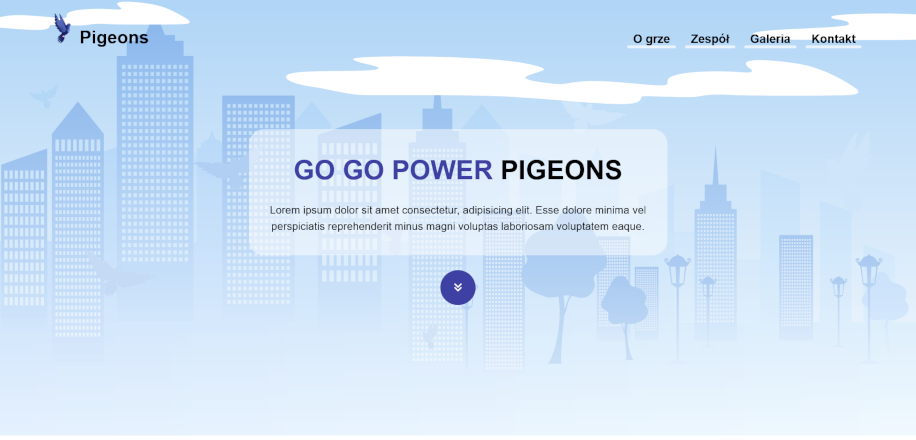 Pigeons
O grze Zespół Galeria Kontakt
GO GO POWER PIGEONS
Lorem ipsum dolor sit amet consectetur, adipisicing elit. Esse dolore minima vel
perspiciatis reprehenderit minus magni voluptas laboriosam voluptatem eaque.